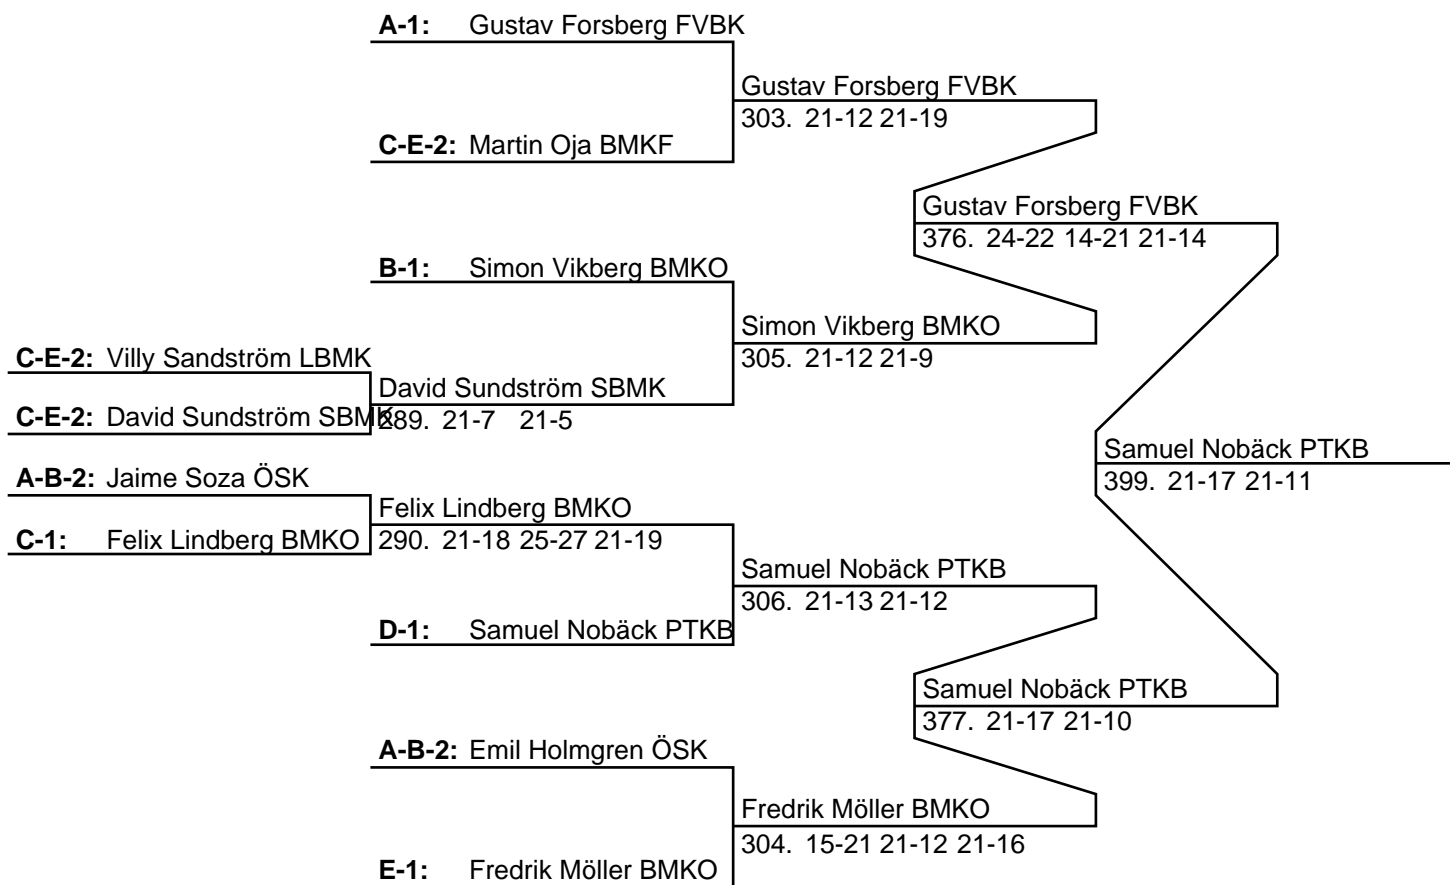 A-1: Gustav Forsberg FVBK
Gustav Forsberg FVBK
303. 21-12 21-19
C-E-2: Martin Oja BMKF
Gustav Forsberg FVBK
376. 24-22 14-21 21-14
B-1: Simon Vikberg BMKO
Simon Vikberg BMKO
305. 21-12 21-9
C-E-2: Villy Sandström LBMK
David Sundström SBMK
289. 21-7 21-5
C-E-2: David Sundström SBMK
Samuel Nobäck PTKB
399. 21-17 21-11
A-B-2: Jaime Soza ÖSK
Felix Lindberg BMKO
290. 21-18 25-27 21-19
C-1: Felix Lindberg BMKO
Samuel Nobäck PTKB
306. 21-13 21-12
D-1: Samuel Nobäck PTKB
Samuel Nobäck PTKB
377. 21-17 21-10
A-B-2: Emil Holmgren ÖSK
Fredrik Möller BMKO
304. 15-21 21-12 21-16
E-1: Fredrik Möller BMKO